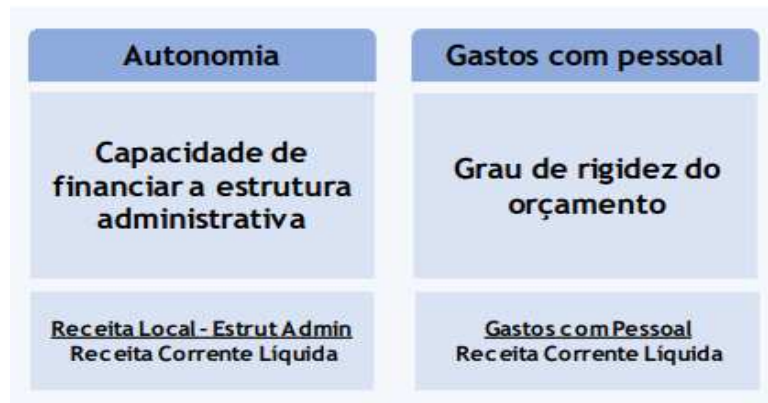 Autonomia
Capacidade de
financiar a estrutura
administrativa
Receita Local - Estrut Admin
Receita Corrente Líquida
Gastos com pessoal
Grau de rigidez do
orçamento
Gastos com Pessoal
Receita Corrente Líquida